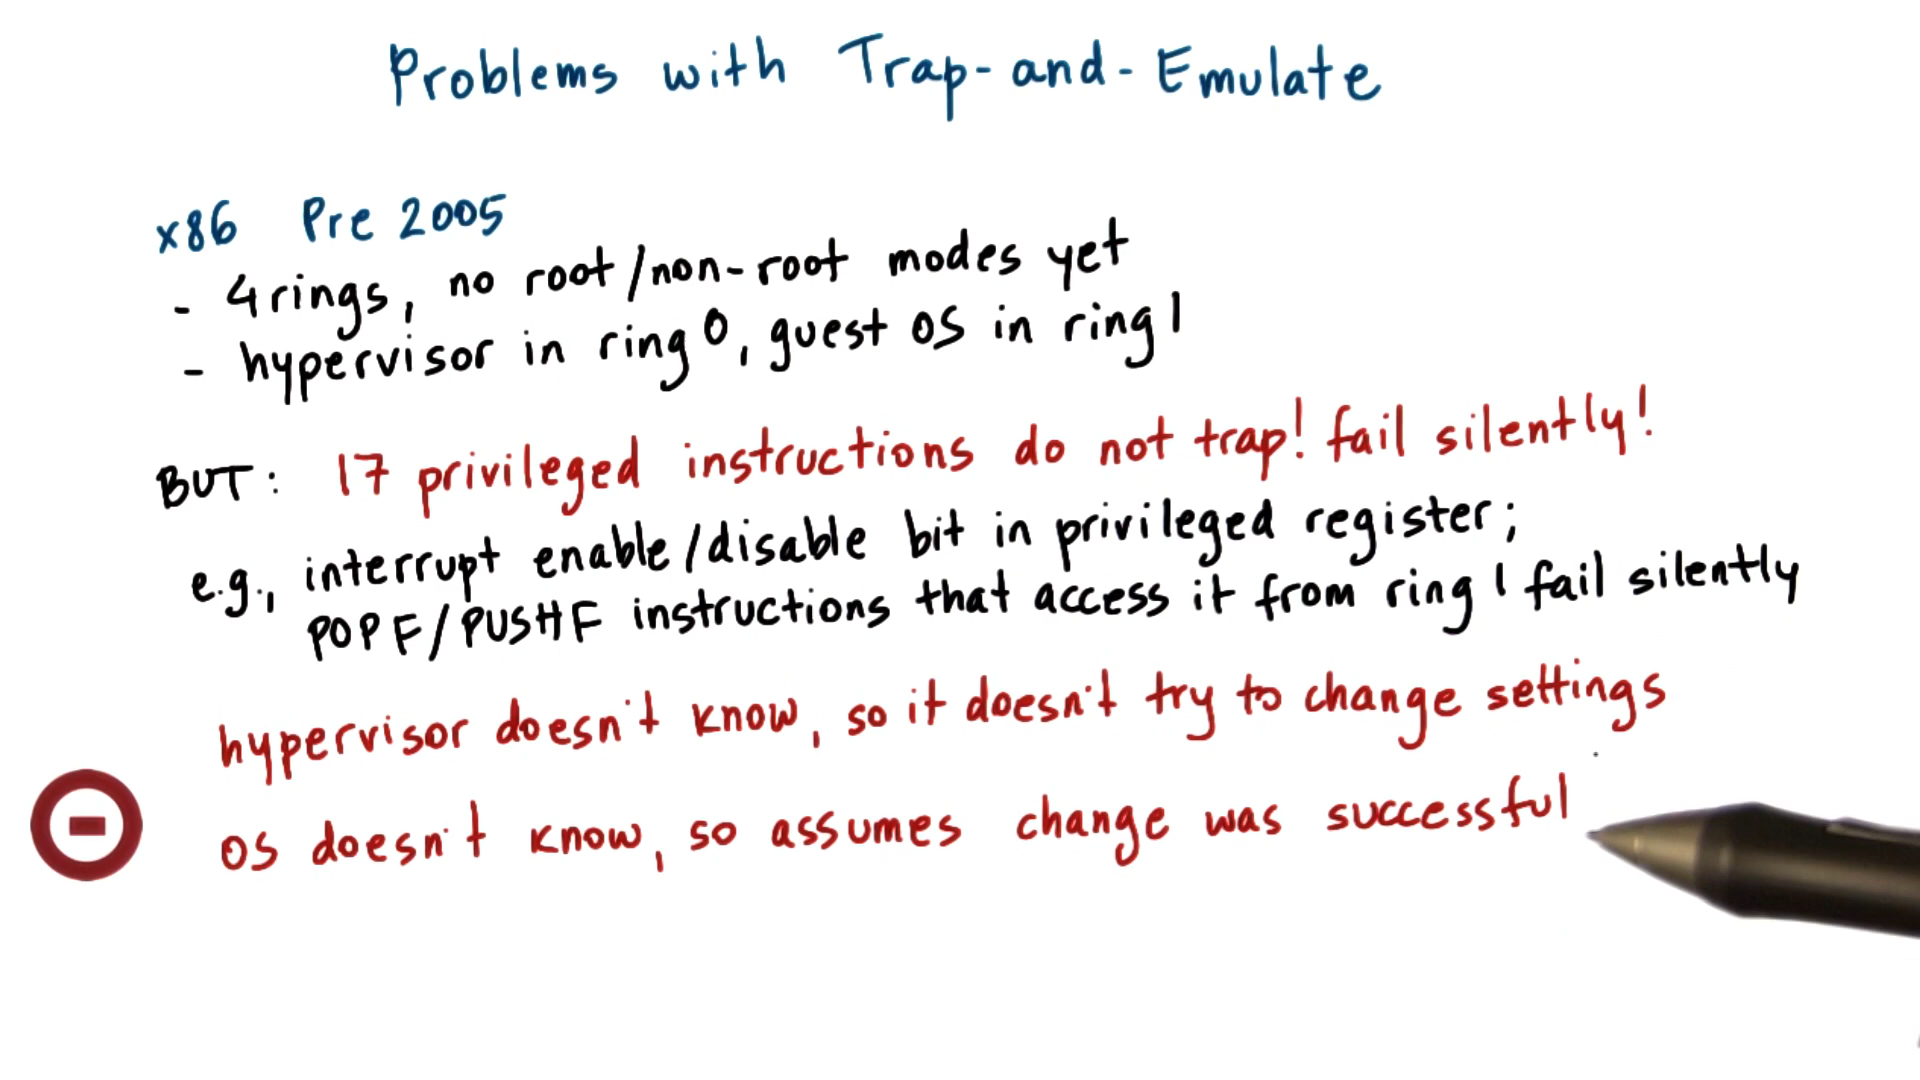 Problems with Trap-and-Emulate
x86 Pre 2005
- 4 rings, no root/non-root modes yet
- hypervisor in ring 0, guest OS in ring 1
BUT: 17 privileged instructions do not trap! fail silently!
e.g., interrupt enable/disable bit in privileged register;
POPF/PUSHF instructions that access it from ring 1 fail silently
hypervisor doesn't know, so it doesn't try to change settings
OS doesn't know, so assumes change was successful